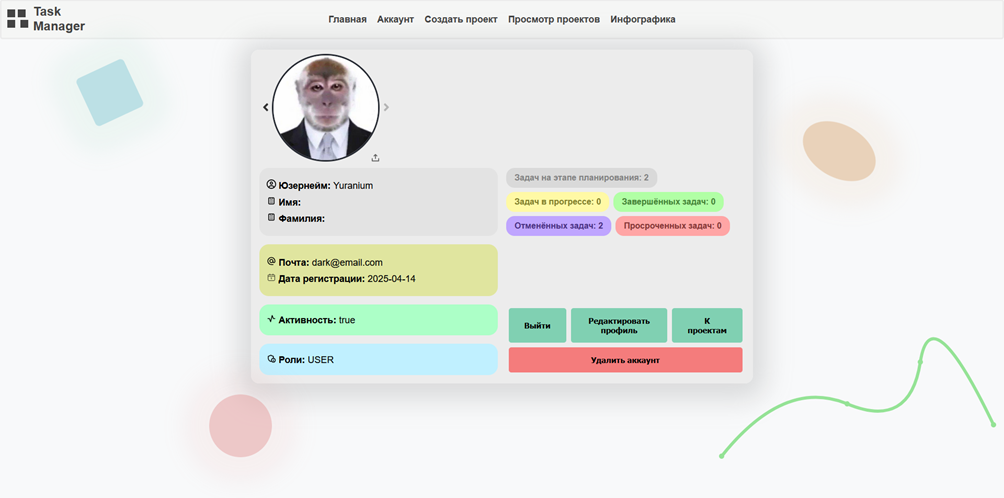 Task
Manager
Главная Аккаунт Создать проект Просмотр проектов Инфографика
Юзернейм: Yuranium
Имя:
Фамилия:
Почта: dark@email.com
Дата регистрации: 2025-04-14
Активность: true
Роли: USER
Задач на этапе планирования: 2
Задач в прогрессе: 0 Завершённых задач: 0
Отменённых задач: 2 Просроченных задач: 0
Выйти
Редактировать
профиль
К
проектам
Удалить аккаунт